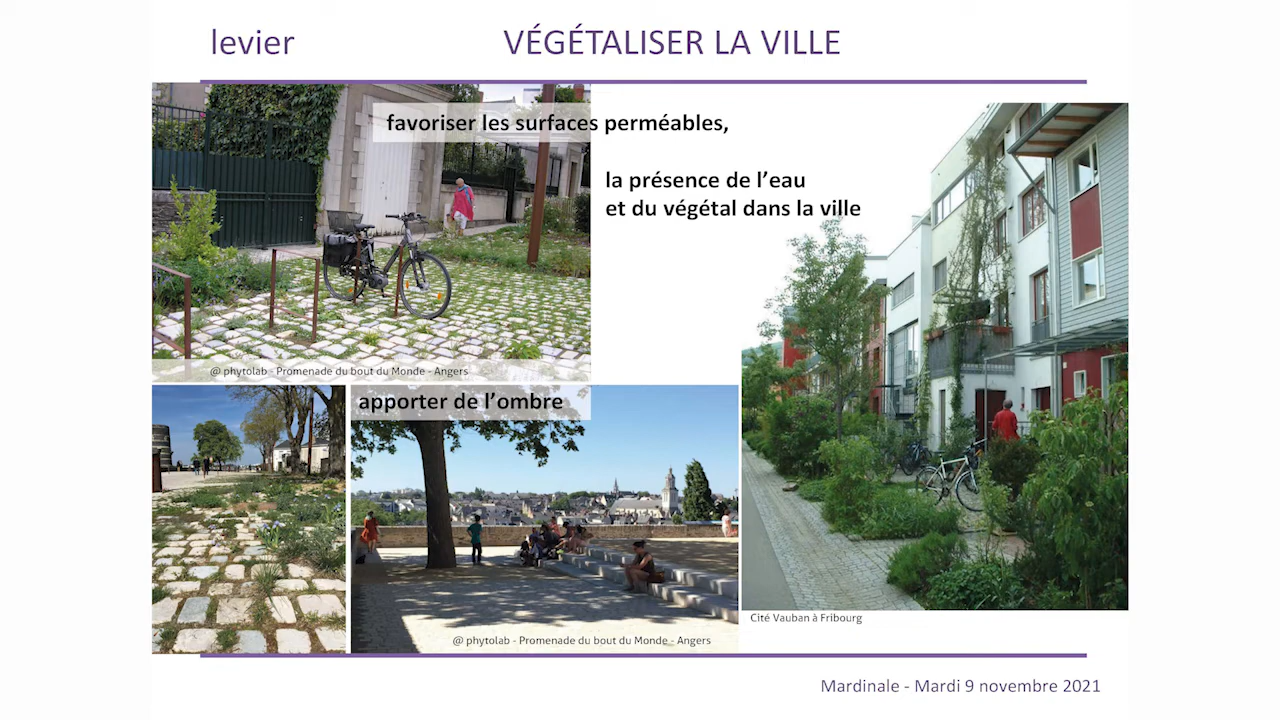 levier
VÉGÉTALISER LA VILLE
favoriser les surfaces perméables,
la présence de l’eau
et du végétal dans la ville
@ phytolab - Promenade du bout du Monde - Angers
apporter de l’ombre
@ phytolab - Promenade du bout du Monde - Angers
Cité Vauban à Fribourg
Mardinale - Mardi 9 novembre 2021